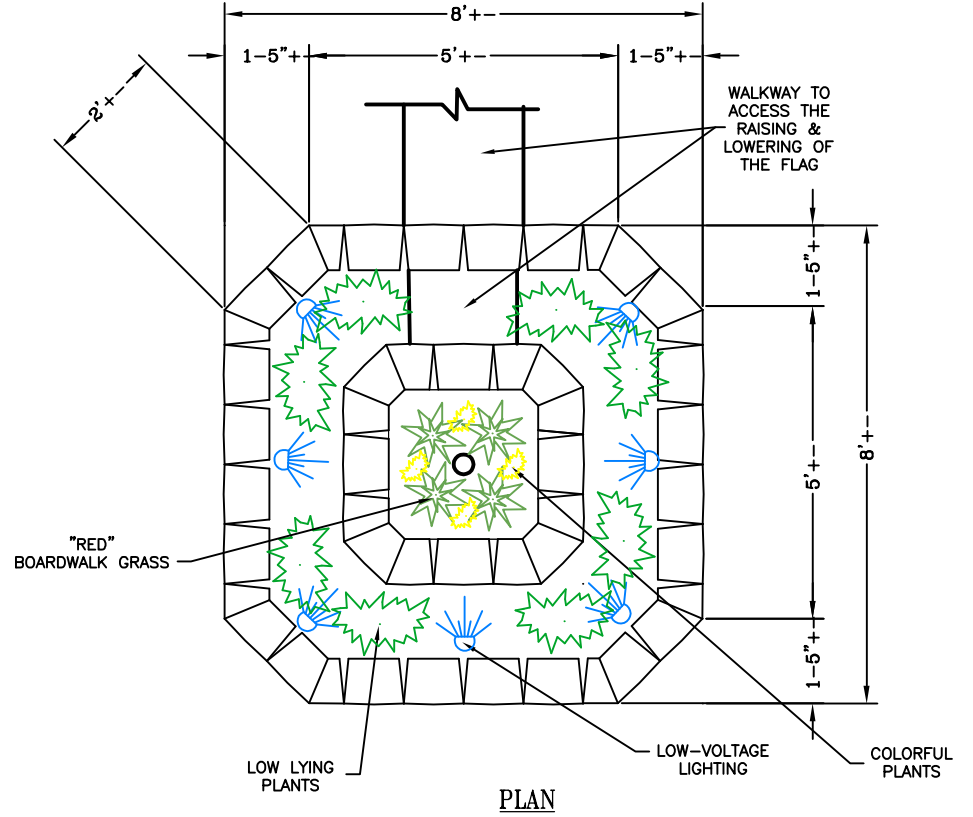 8'+-
1-5"+-
5'+-
1-5"+-
2'+-
WALKWAY TO
ACCESS THE
RAISING &
LOWERING OF
THE FLAG
1-5"+-
5'+-
8'+-
1-5"+-
"RED"
BOARDWALK GRASS
LOW LYING
PLANTS
LOW-VOLTAGE
LIGHTING
COLORFUL
PLANTS
PLAN